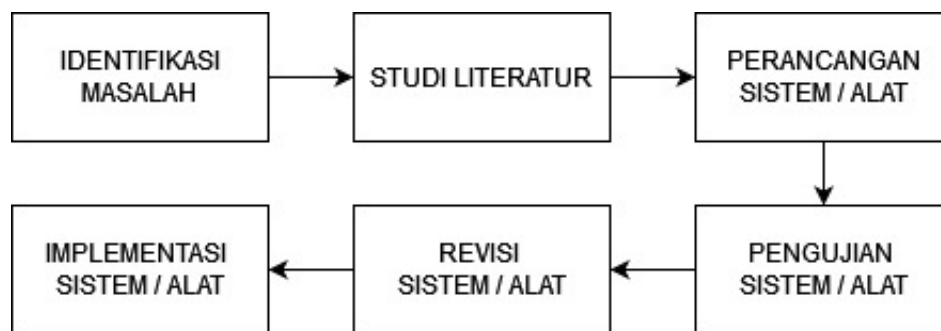 IDENTIFIKASI
MASALAH
STUDI LITERATUR
PERANCANGAN
SISTEM / ALAT
PENGUJIAN
SISTEM / ALAT
REVISI
SISTEM / ALAT
IMPLEMENTASI
SISTEM / ALAT